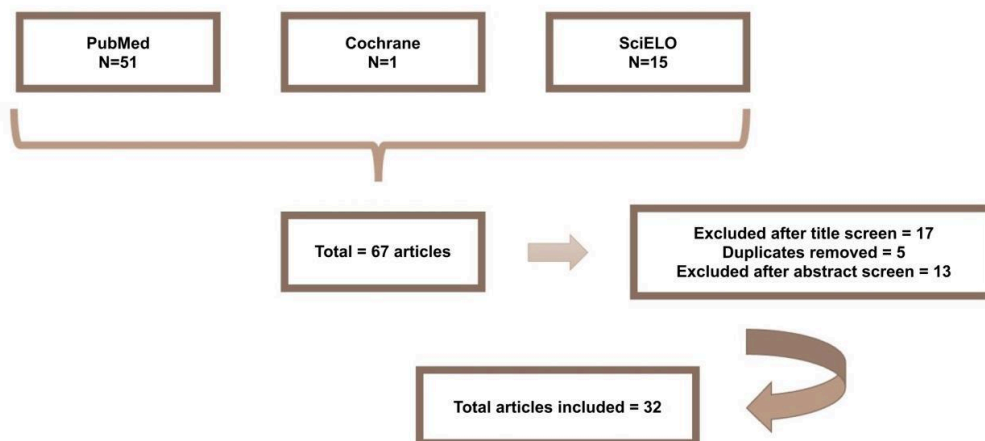 PubMed
N=51
Cochrane
N=1
SciELO
N=15
Total = 67 articles
Excluded after title screen = 17
Duplicates removed = 5
Excluded after abstract screen = 13
Total articles included = 32